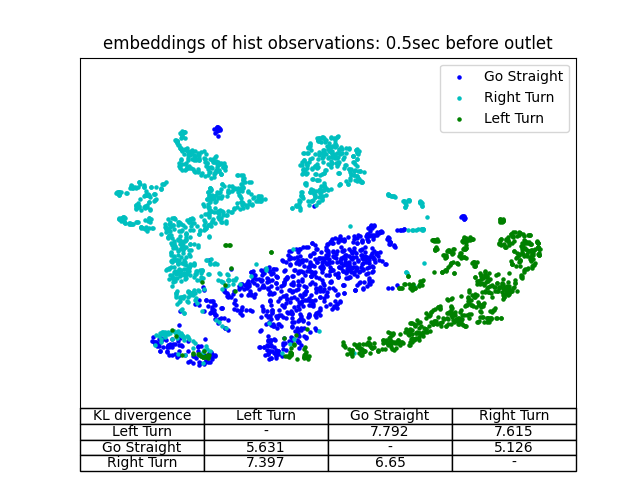 embeddings of hist observations: 0.5sec before outlet
Go Straight
Right Turn
Left Turn
KL divergence Left Turn Go Straight Right Turn
Left Turn - 7.792 7.615
Go Straight 5.631 - 5.126
Right Turn 7.397 6.65 -